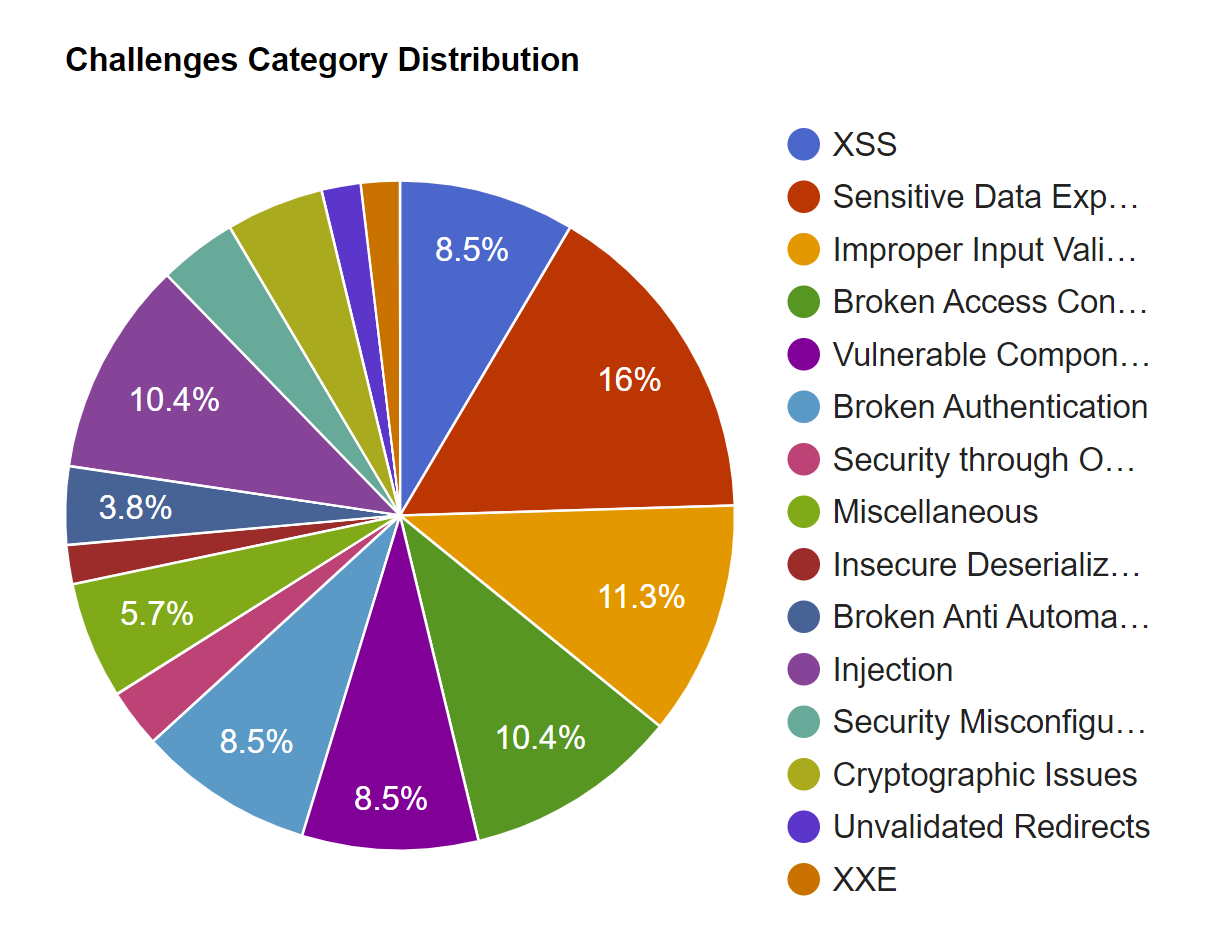 Challenges Category Distribution
XSS
Sensitive Data Exp…
Improper Input Vali…
Broken Access Con…
Vulnerable Compon…
Broken Authentication
Security through O…
Miscellaneous
Insecure Deserializ…
Broken Anti Automa…
Injection
Security Misconfigu…
Cryptographic Issues
Unvalidated Redirects
XXE
8.5%
16%
11.3%
10.4%
8.5%
8.5%
5.7%
3.8%
10.4%